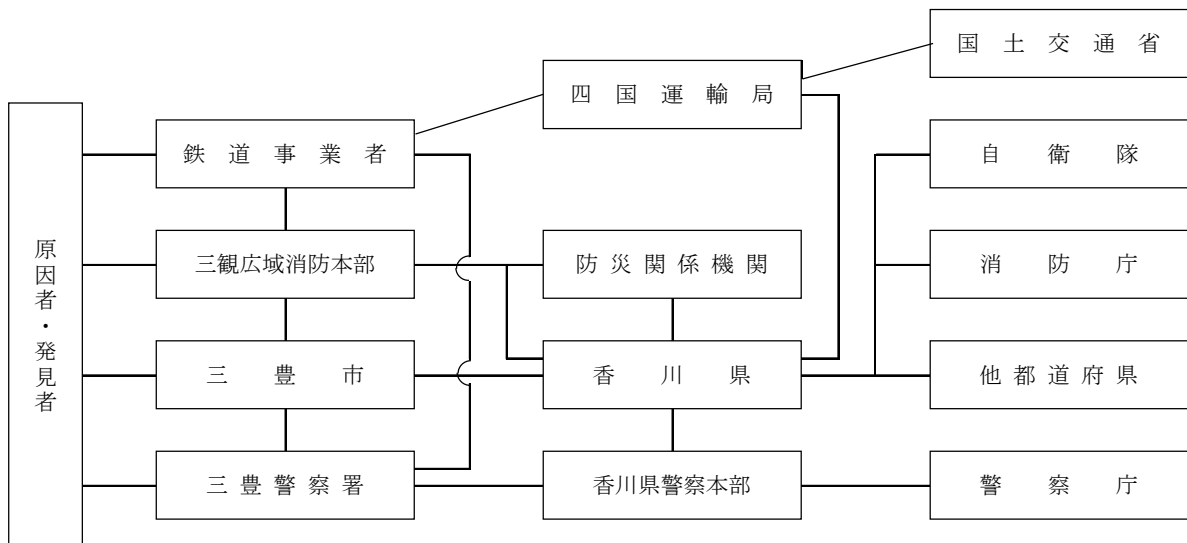 国土交通省
四国運輸局
鉄道事業者
自衛隊
原因者・発見者
三観広域消防本部
防災関係機関
消防庁
三豊市
香川県
他都道府県
三豊警察署
香川県警察本部
警察庁